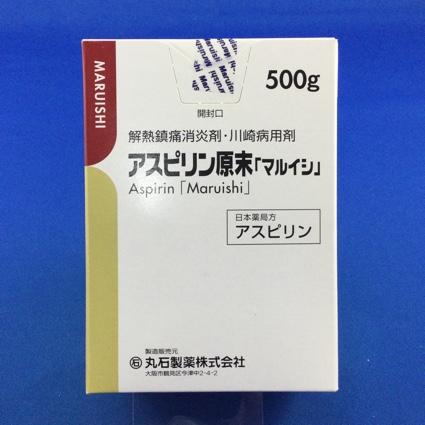 MARUISHI
Maruishi
500g
開封口
解熱鎮痛消炎剤・川崎病用剤
アスピリン原末「マルイシ」
Aspirin「Maruishi」
日本薬局方
アスピリン
製造販売元
石 丸石製薬株式会社
大阪市鶴見区今津中2-4-2